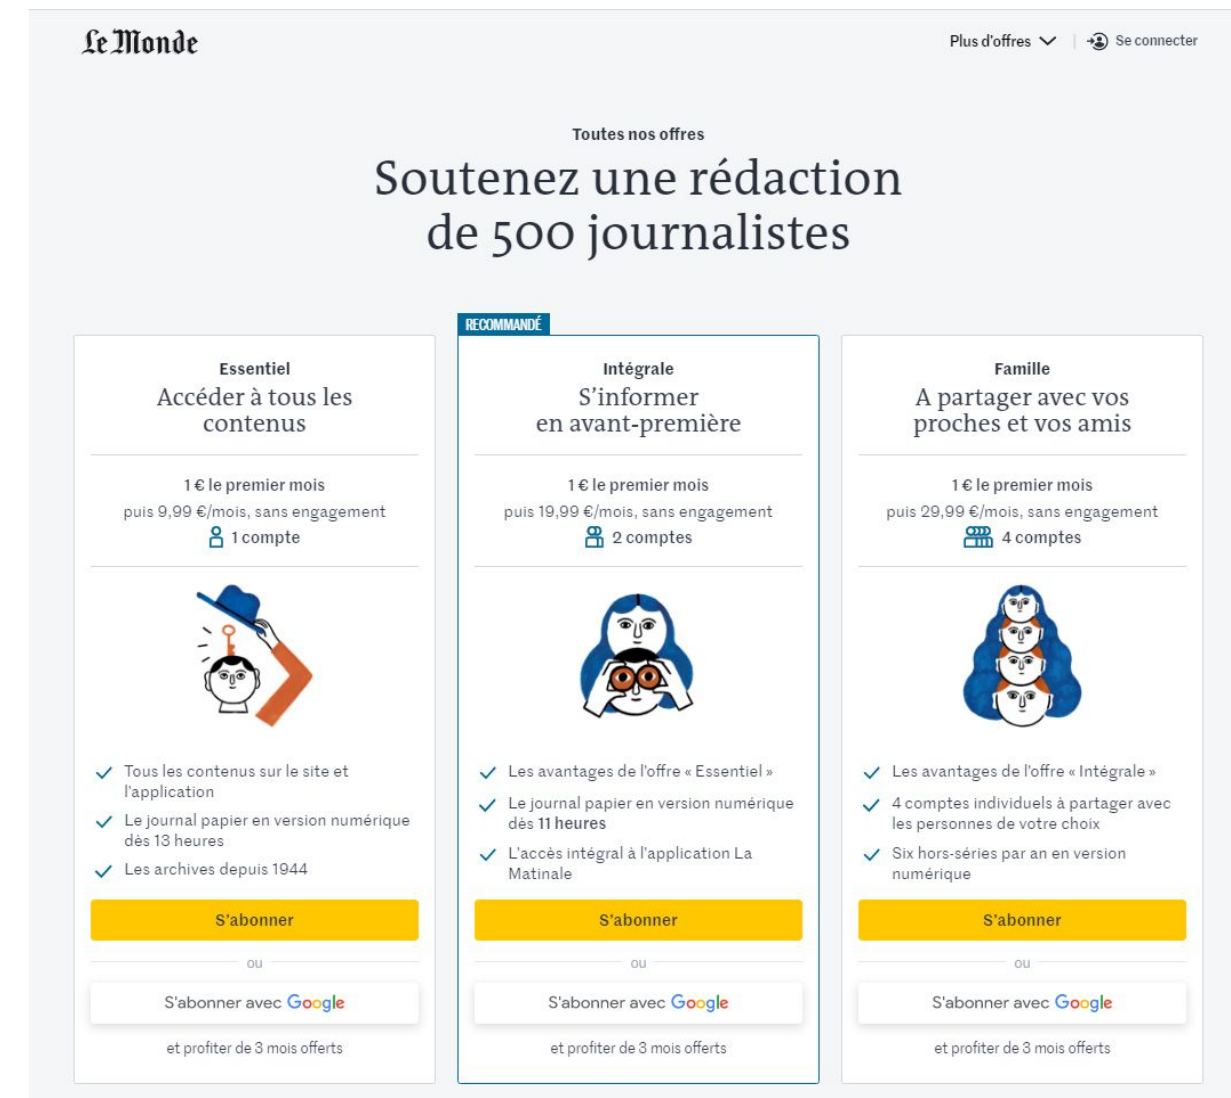 Le Monde
Plus d'offres
Se connecter
Toutes nos offres
Soutenez une rédaction
de 500 journalistes
Essentiel
Accéder à tous les
contenus
1 € le premier mois
puis 9,99 €/mois, sans engagement
1 compte
Tous les contenus sur le site et
l'application
Le journal papier en version numérique
dès 13 heures
Les archives depuis 1944
S'abonner
ou
S'abonner avec Google
et profiter de 3 mois offerts
RECOMMANDÉ
Intégrale
S'informer
en avant-première
1 € le premier mois
puis 19,99 €/mois, sans engagement
2 comptes
Les avantages de l'offre « Essentiel »
Le journal papier en version numérique
dès 11 heures
L'accès intégral à l'application La
Matinale
S'abonner
ou
S'abonner avec Google
et profiter de 3 mois offerts
Famille
A partager avec vos
proches et vos amis
1 € le premier mois
puis 29,99 €/mois, sans engagement
4 comptes
Les avantages de l'offre « Intégrale »
4 comptes individuels à partager avec
les personnes de votre choix
Six hors-séries par an en version
numérique
S'abonner
ou
S'abonner avec Google
et profiter de 3 mois offerts